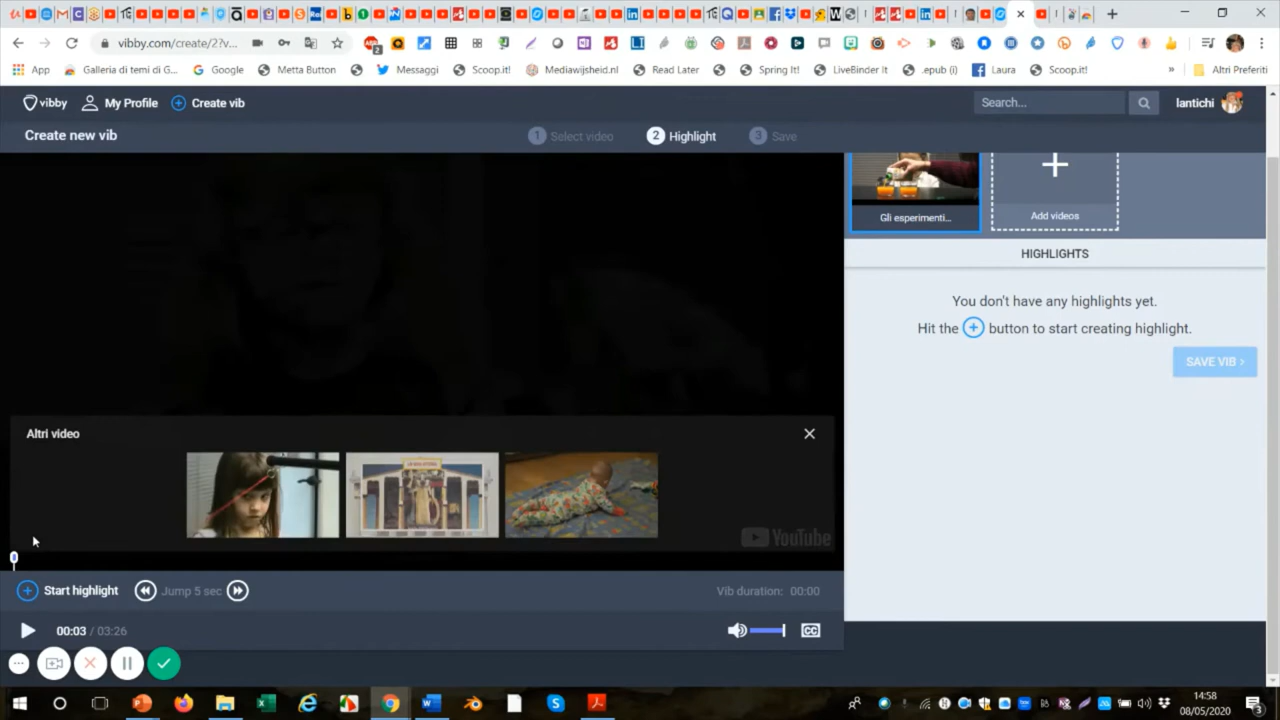 vibby.com/create/2?v...
App
Galleria di temi di G...
Google
Metta Button
Messaggi
Scoop.it!
Mediawijsheid.nl
Read Later
Spring It!
LiveBinder It
.epub (i)
Laura
Scoop.it!
»
Altri Preferiti
vibby
My Profile
Create vib
Search...
lantichi
Create new vib
1 Select video
2 Highlight
3 Save
Gli esperimenti...
Add videos
HIGHLIGHTS
You don't have any highlights yet.
Hit the + button to start creating highlight.
SAVE VIB >
Altri video
YouTube
Start highlight
Jump 5 sec
Vib duration: 00:00
00:03 / 03:26
CC
14:58
08/05/2020